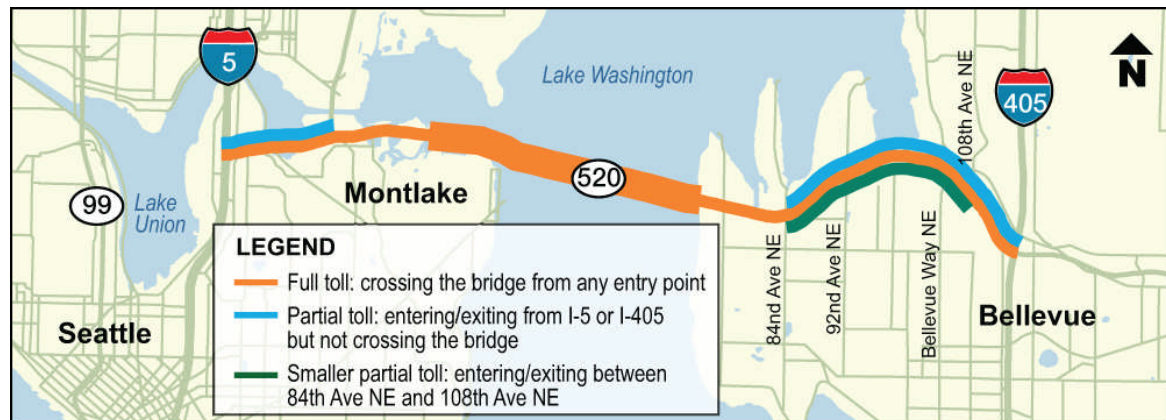 5
Lake Washington
N
108th Ave NE
405
99
Lake
Union
Montlake
520
84nd Ave NE
92nd Ave NE
Bellevue Way NE
Seattle
Bellevue
LEGEND
Full toll: crossing the bridge from any entry point
Partial toll: entering/exiting from I-5 or I-405
but not crossing the bridge
Smaller partial toll: entering/exiting between
84th Ave NE and 108th Ave NE